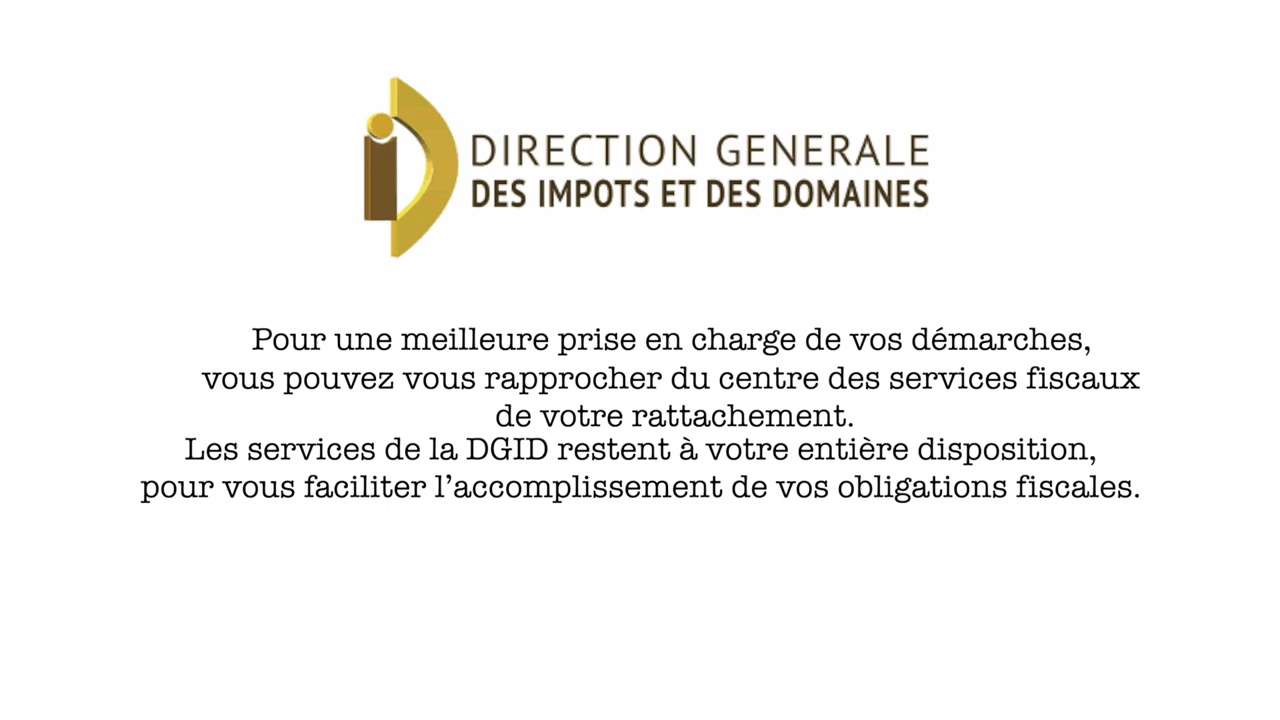 DIRECTION GENERALE
DES IMPOTS ET DES DOMAINES
Pour une meilleure prise en charge de vos démarches,
vous pouvez vous rapprocher du centre des services fiscaux
de votre rattachement.
Les services de la DGID restent à votre entière disposition,
pour vous faciliter l’accomplissement de vos obligations fiscales.